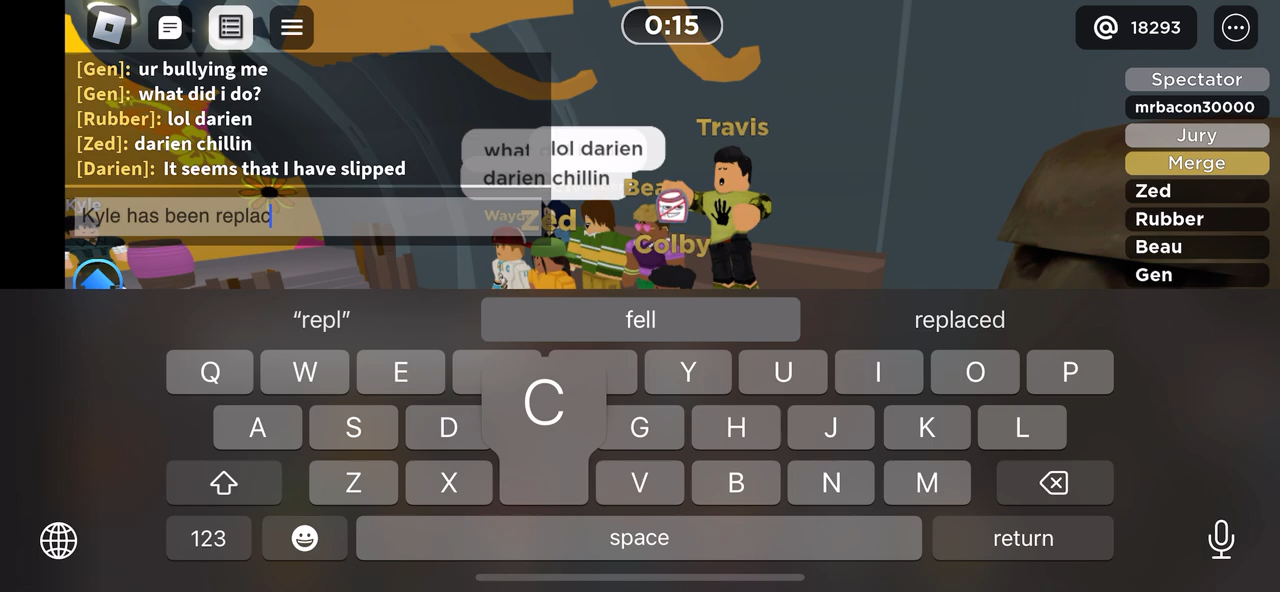 0:15
@ 18293
[Gen]: ur bullying me
[Gen]: what did i do?
[Rubber]: lol darien
[Zed]: darien chillin
[Darien]: It seems that I have slipped
Kyle
Kyle has been replac
what
lol darien
darien chillin
Travis
Bea
Zed
Colby
Spectator
mrbacon30000
Jury
Merge
Zed
Rubber
Beau
Gen
“repl”
fell
replaced
Q W E Y U I O P
A S D C G H J K L
Z X V B N M
123
space
return